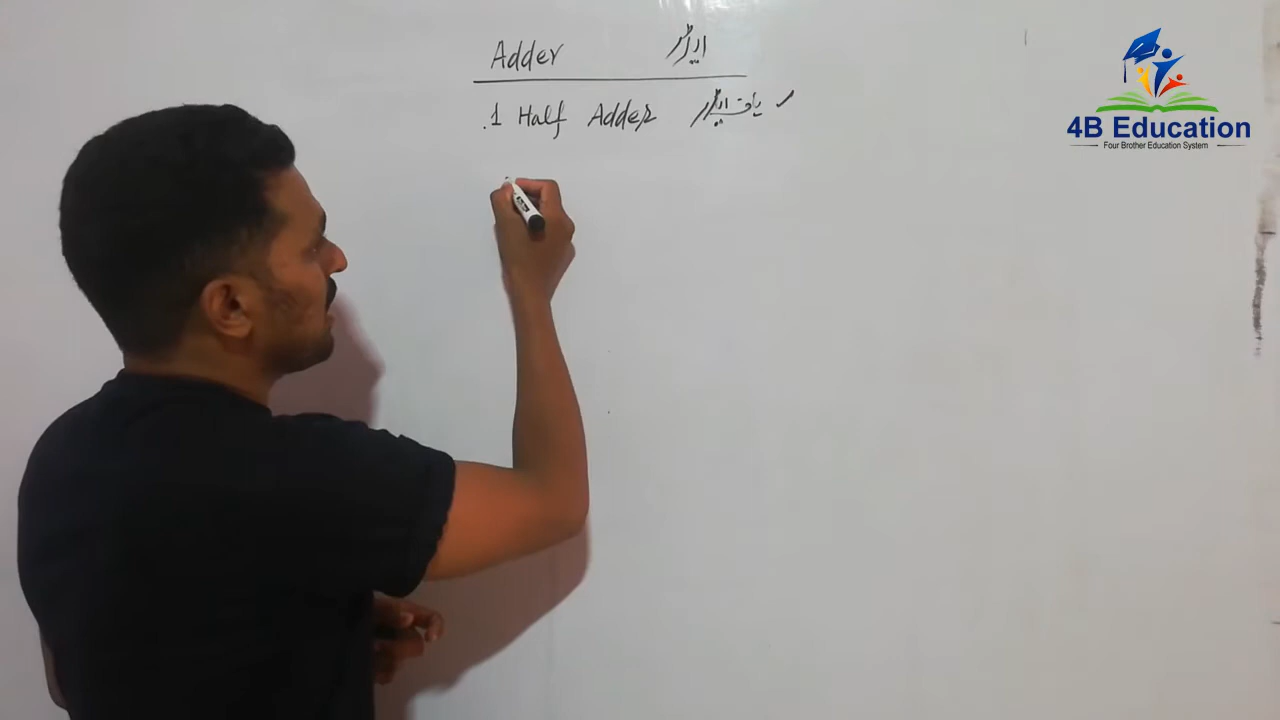 Adder ایڈر
.1 Half Adder ہاف ایڈر ✓
4B Education
Four Brother Education System